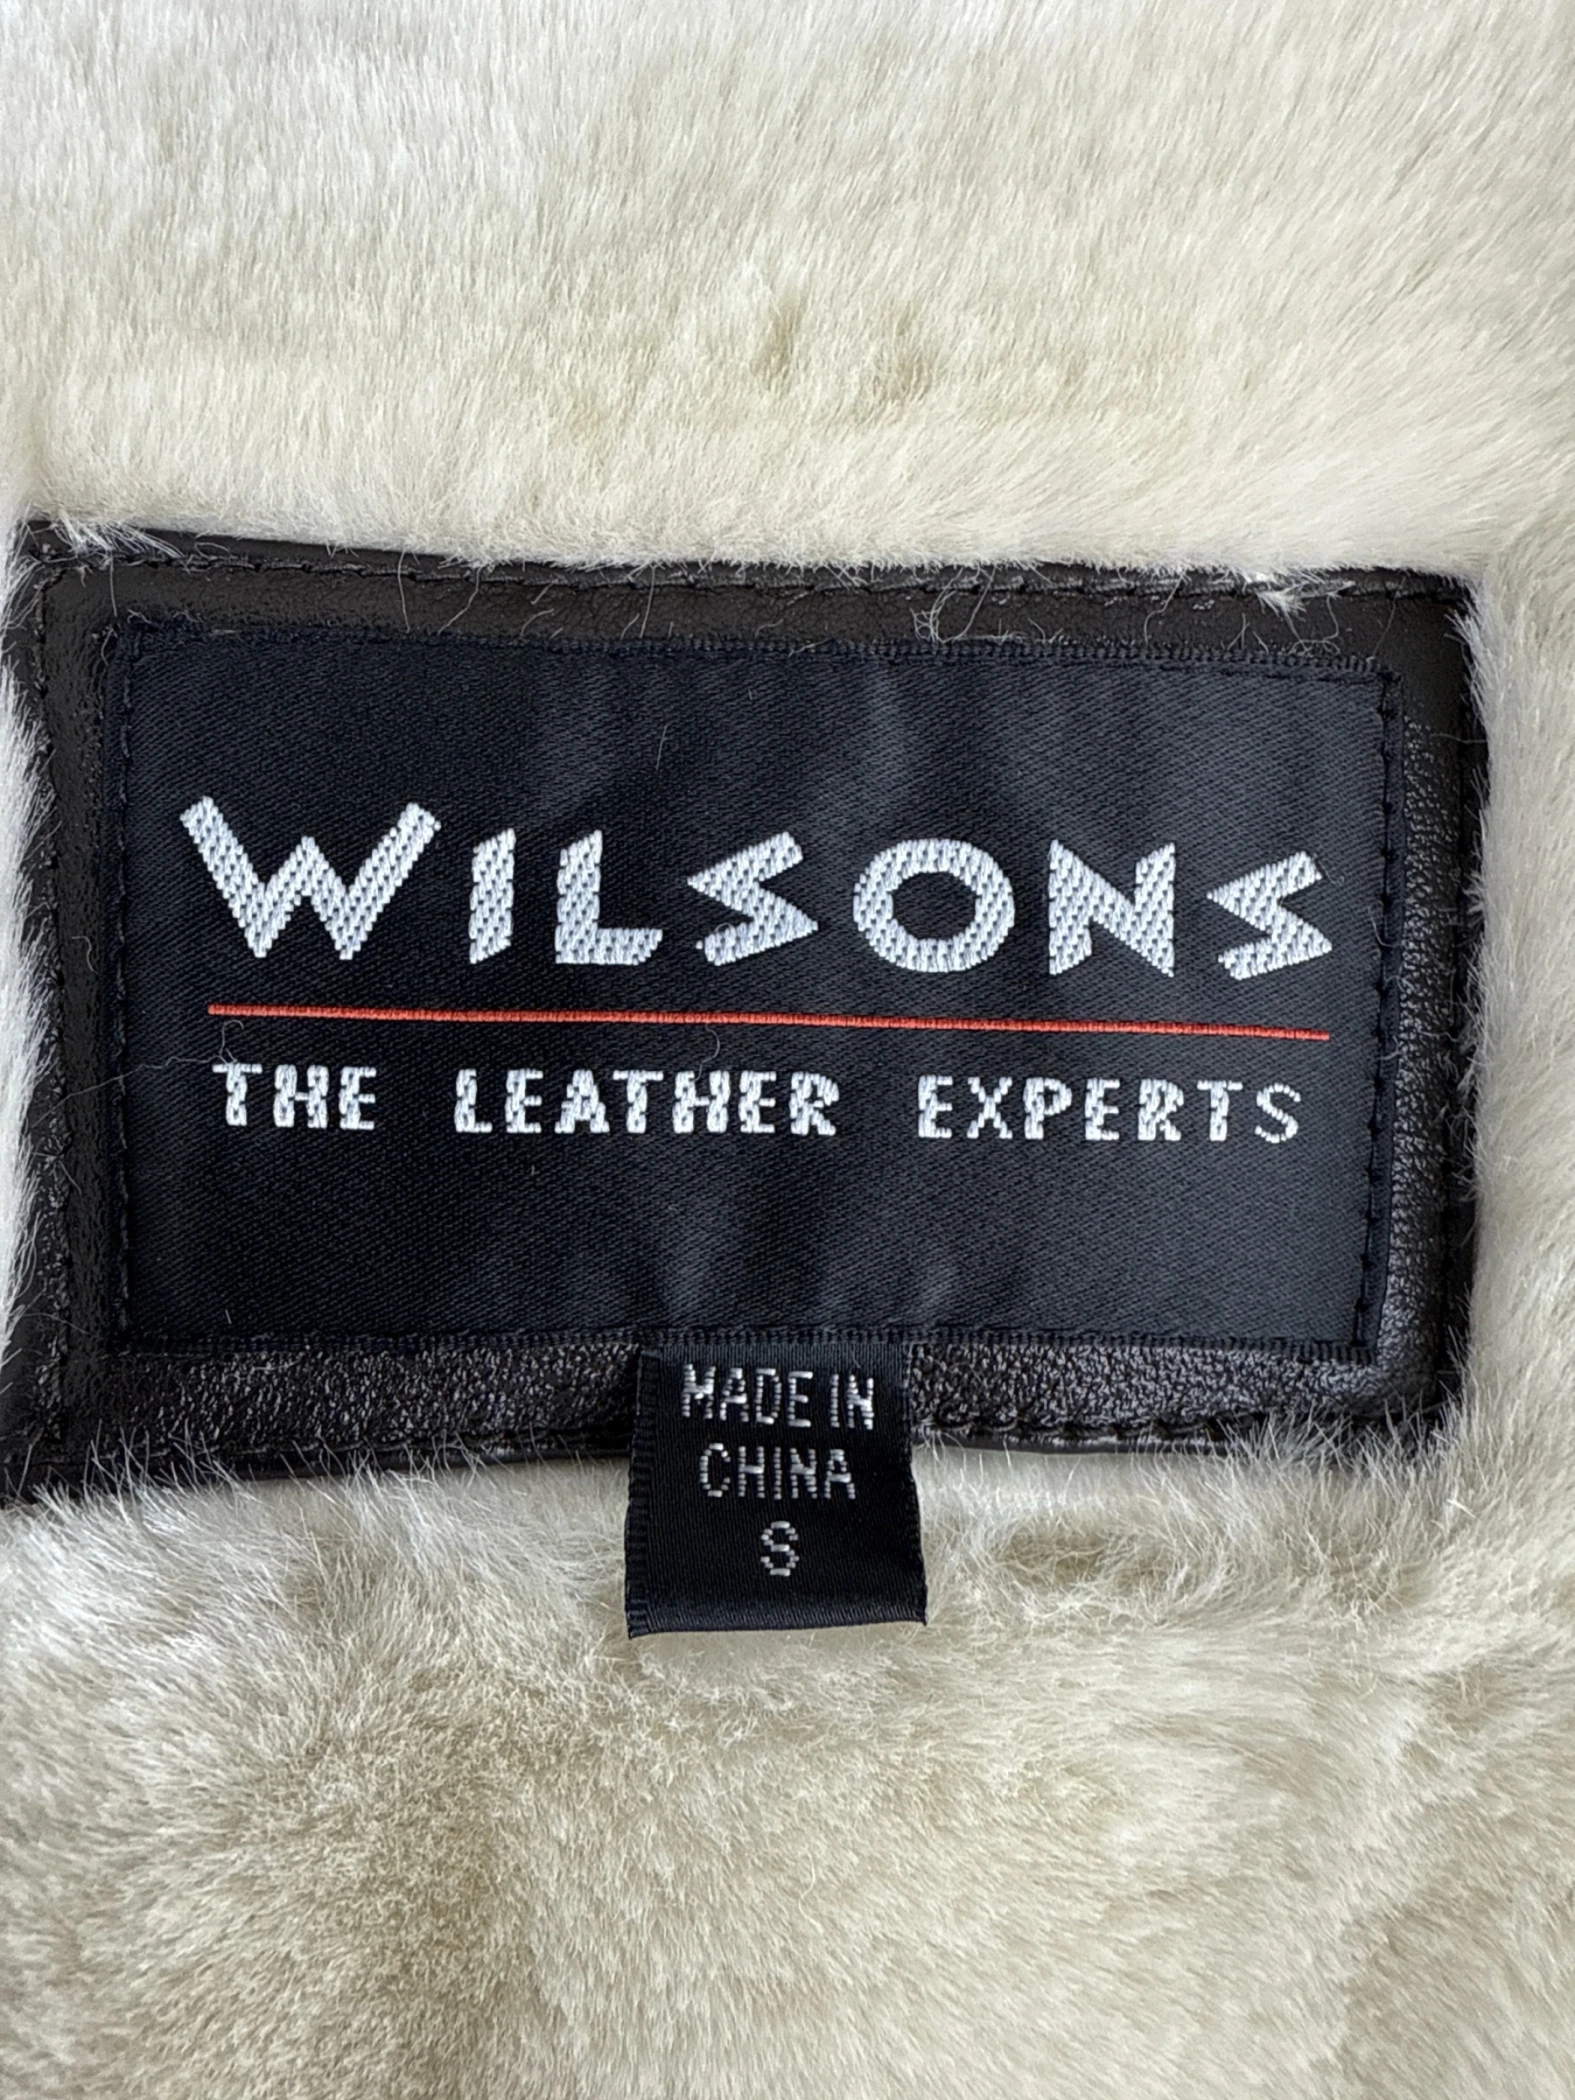 WILSONS
THE LEATHER EXPERTS
MADE IN
CHINA
S